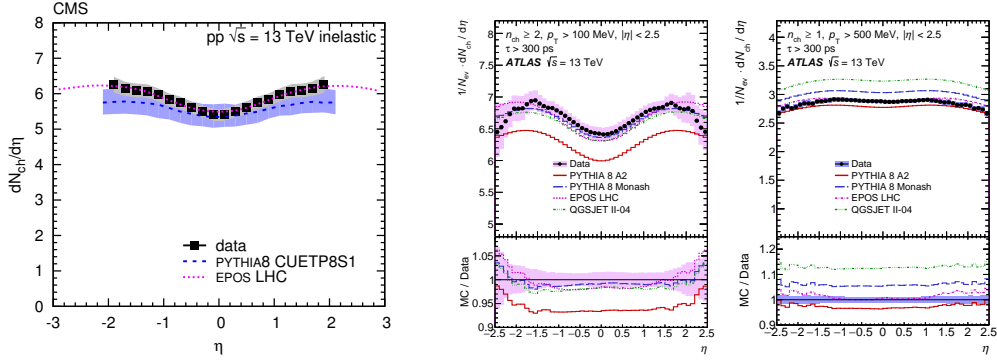 CMS
pp √s = 13 TeV inelastic
dN_ch/dη
8
7
6
5
4
3
2
1
0
data
PYTHIA8 CUETP8S1
EPOS LHC
-3 -2 -1 0 1 2 3
η
n_ch ≥ 2, p_T > 100 MeV, |η| < 2.5
τ > 300 ps
ATLAS √s = 13 TeV
1/N_ev · dN_ch / dη
8
7.5
7
6.5
6
Data
PYTHIA 8 A2
PYTHIA 8 Monash
EPOS LHC
QGSJET II-04
MC / Data
1.05
1
0.95
0.9
−2.5 −2 −1.5 −1 −0.5 0 0.5 1 1.5 2 2.5
η
n_ch ≥ 1, p_T > 500 MeV, |η| < 2.5
τ > 300 ps
ATLAS √s = 13 TeV
1/N_ev · dN_ch / dη
4
3.5
3
2.5
2
1.5
1
Data
PYTHIA 8 A2
PYTHIA 8 Monash
EPOS LHC
QGSJET II-04
MC / Data
1.2
1.1
1
0.9
−2.5 −2 −1.5 −1 −0.5 0 0.5 1 1.5 2 2.5
η